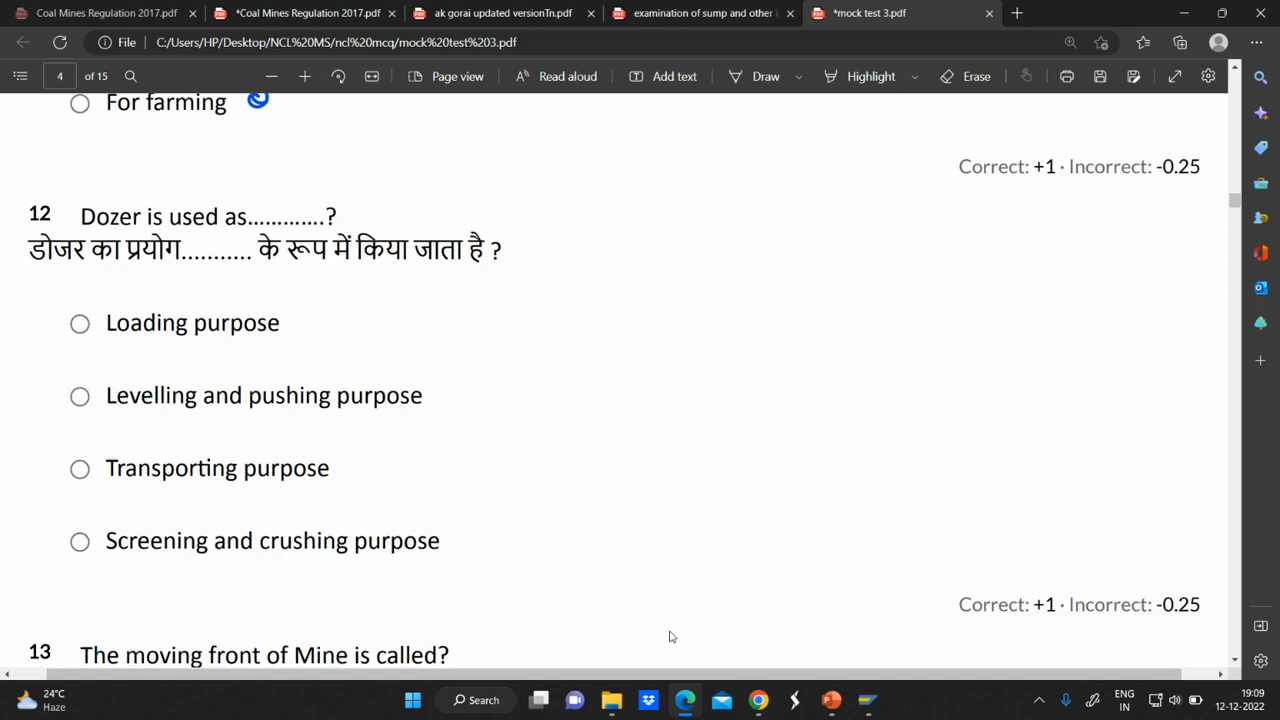 Coal Mines Regulation 2017.pdf
*Coal Mines Regulation 2017.pdf
ak gorai updated versionTn.pdf
examination of sump and other i
*mock test 3.pdf
File
C:/Users/HP/Desktop/NCL%20MS/ncl%20mcq/mock%20test%203.pdf
4 of 15
Page view
Read aloud
Add text
Draw
Highlight
Erase
For farming
Correct: +1 · Incorrect: -0.25
12 Dozer is used as.............?
डोजर का प्रयोग........... के रूप में किया जाता है ?
Loading purpose
Levelling and pushing purpose
Transporting purpose
Screening and crushing purpose
Correct: +1 · Incorrect: -0.25
13 The moving front of Mine is called?
24°C
Haze
Search
ENG
IN
19:09
12-12-2022